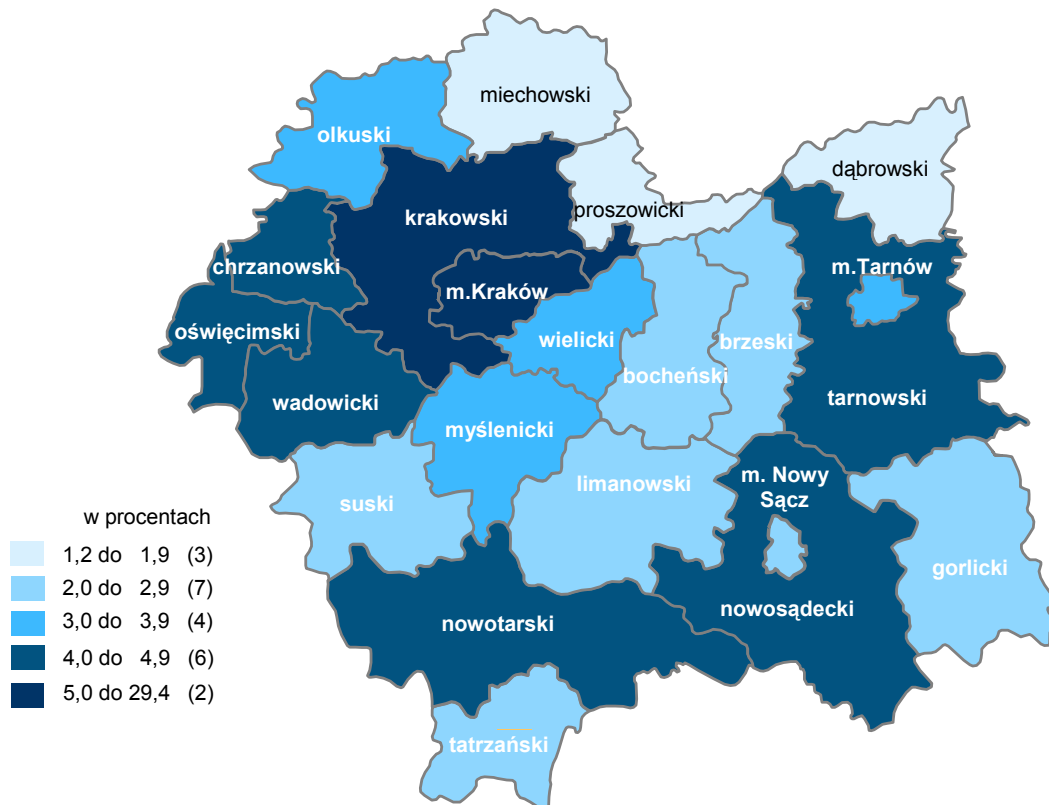 miechowski
olkuski
dąbrowski
krakowski
proszowicki
chrzanowski
m.Tarnów
m.Kraków
oświęcimski
wielicki
brzeski
bocheński
wadowicki
tarnowski
myślenicki
limanowski
m. Nowy
Sącz
suski
gorlicki
nowosądecki
nowotarski
tatrzański
w procentach
1,2 do 1,9 (3)
2,0 do 2,9 (7)
3,0 do 3,9 (4)
4,0 do 4,9 (6)
5,0 do 29,4 (2)